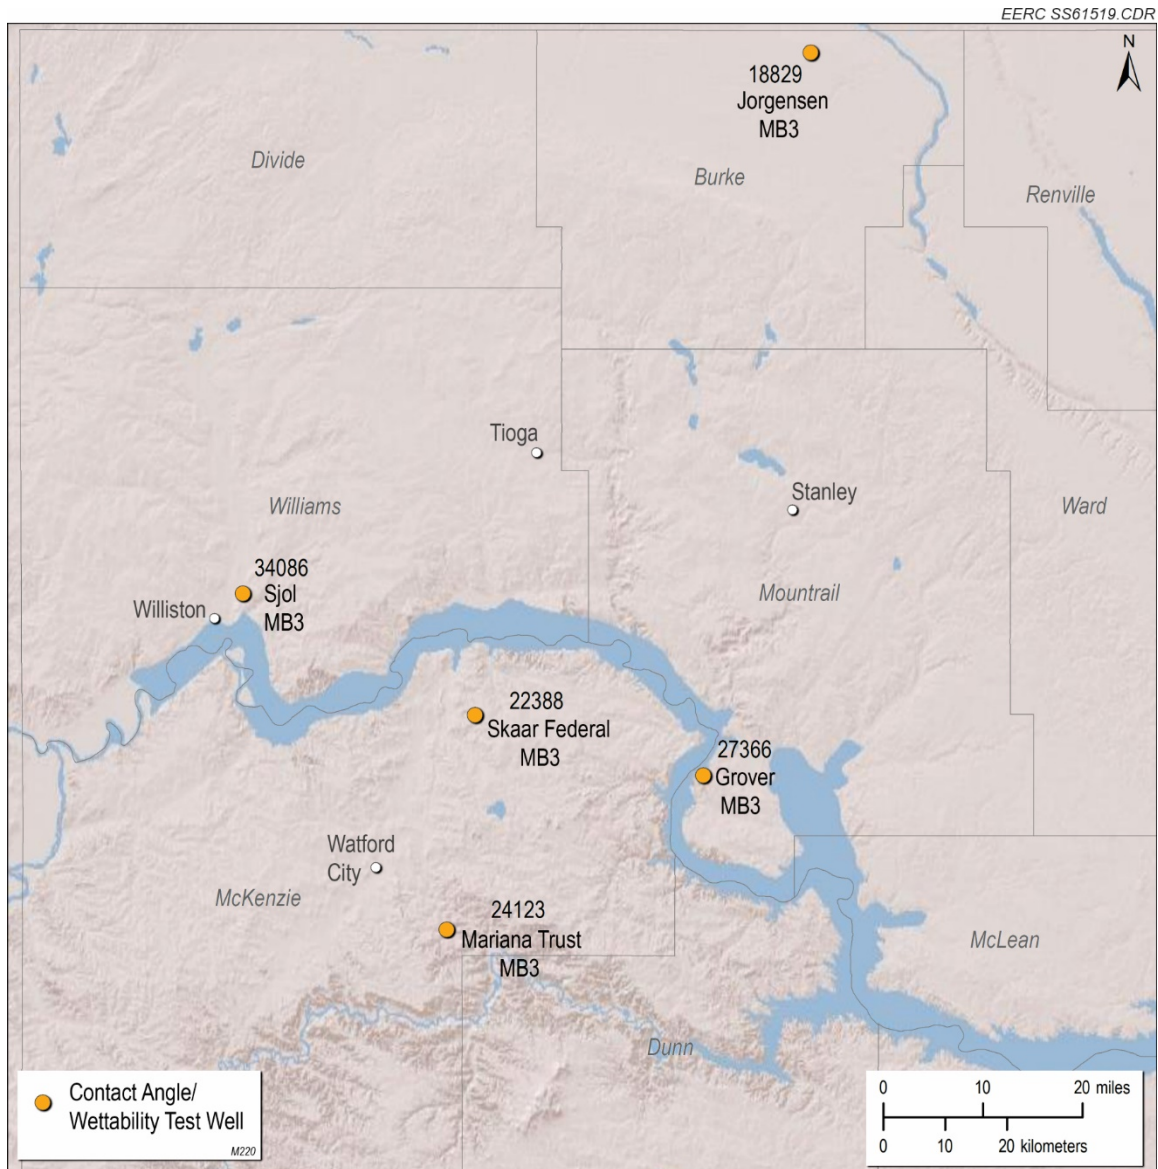 EERC SS61519.CDR
N
18829
Jorgensen
MB3
Divide
Burke
Renville
Tioga
Stanley
Williams
Ward
34086
Sjol
MB3
Williston
Mountrail
22388
Skaar Federal
MB3
27366
Grover
MB3
Watford
City
McKenzie
24123
Mariana Trust
MB3
McLean
Dunn
Contact Angle/
Wettability Test Well
M220
0 10 20 miles
0 10 20 kilometers